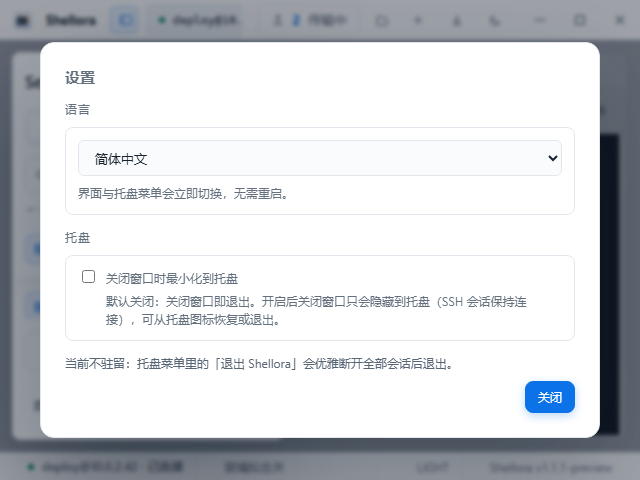 Shellora
设置
语言
简体中文
界面与托盘菜单会立即切换，无需重启。
托盘
关闭窗口时最小化到托盘
默认关闭：关闭窗口即退出。开启后关闭窗口只会隐藏到托盘（SSH 会话保持连
接），可从托盘图标恢复或退出。
当前不驻留：托盘菜单里的「退出 Shellora」会优雅断开全部会话后退出。
关闭
LIGHT
Shellora v1.1.1-preview